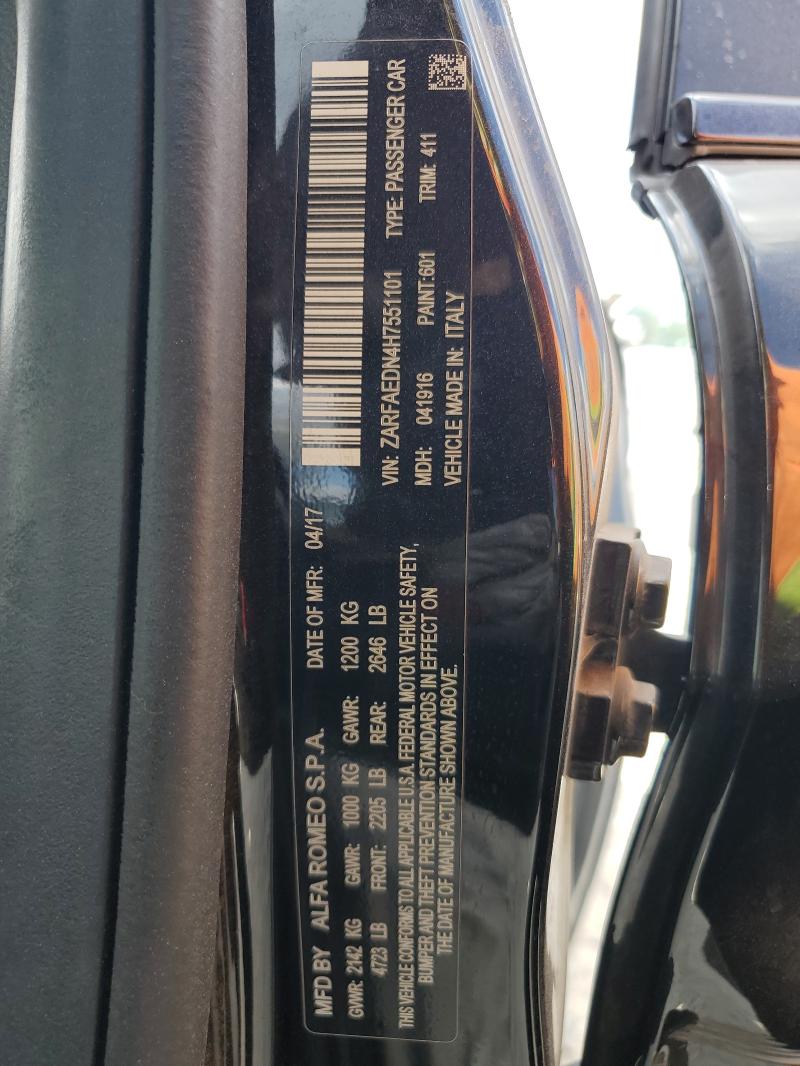 MFD BY ALFA ROMEO S.P.A. DATE OF MFR: 04/17
GVWR: 2142 KG GAWR: 1000 KG GAWR: 1200 KG
4723 LB FRONT: 2205 LB REAR: 2646 LB
THIS VEHICLE CONFORMS TO ALL APPLICABLE U.S.A. FEDERAL MOTOR VEHICLE SAFETY,
BUMPER AND THEFT PREVENTION STANDARDS IN EFFECT ON
THE DATE OF MANUFACTURE SHOWN ABOVE.
VIN: ZARFAEDN4H7551101 TYPE: PASSENGER CAR
MDH: 041916 PAINT:601 TRIM: 411
VEHICLE MADE IN: ITALY